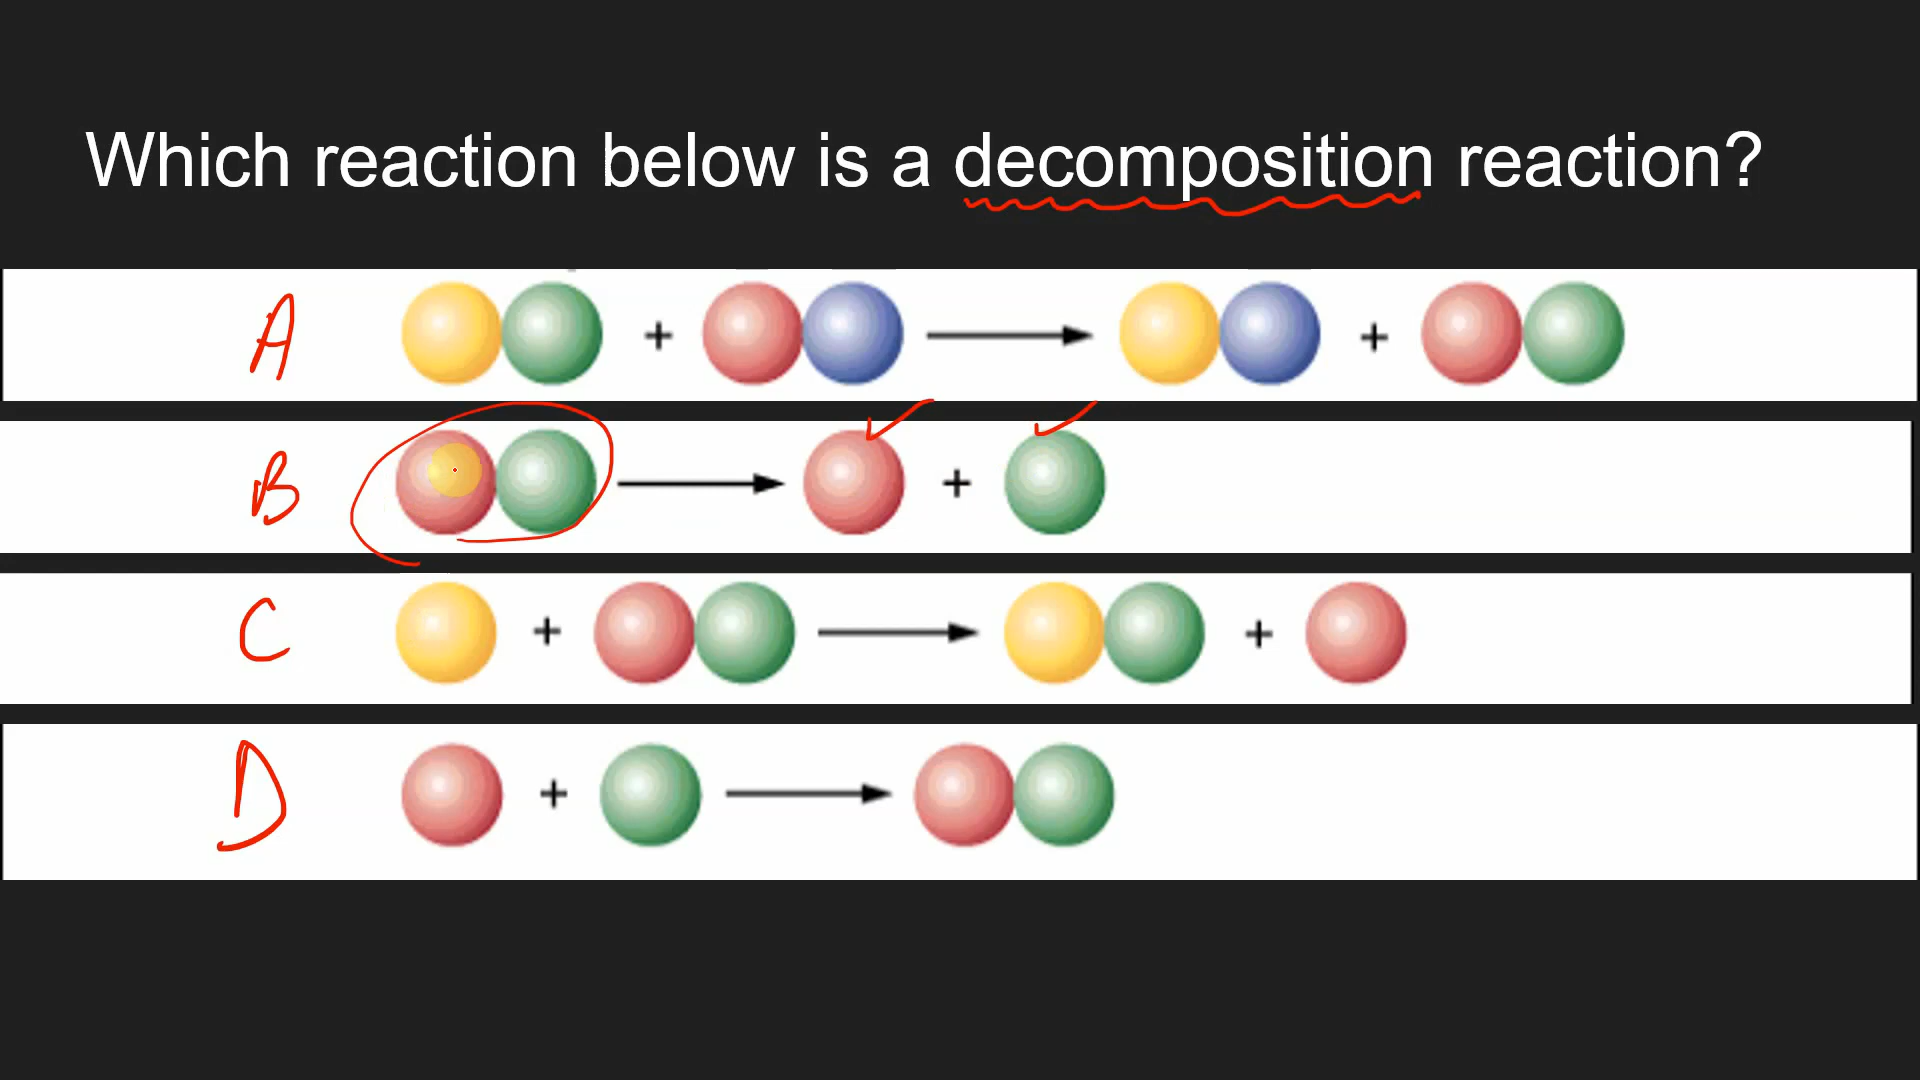 Which reaction below is a decomposition reaction?
A + +
B +
C + +
D +